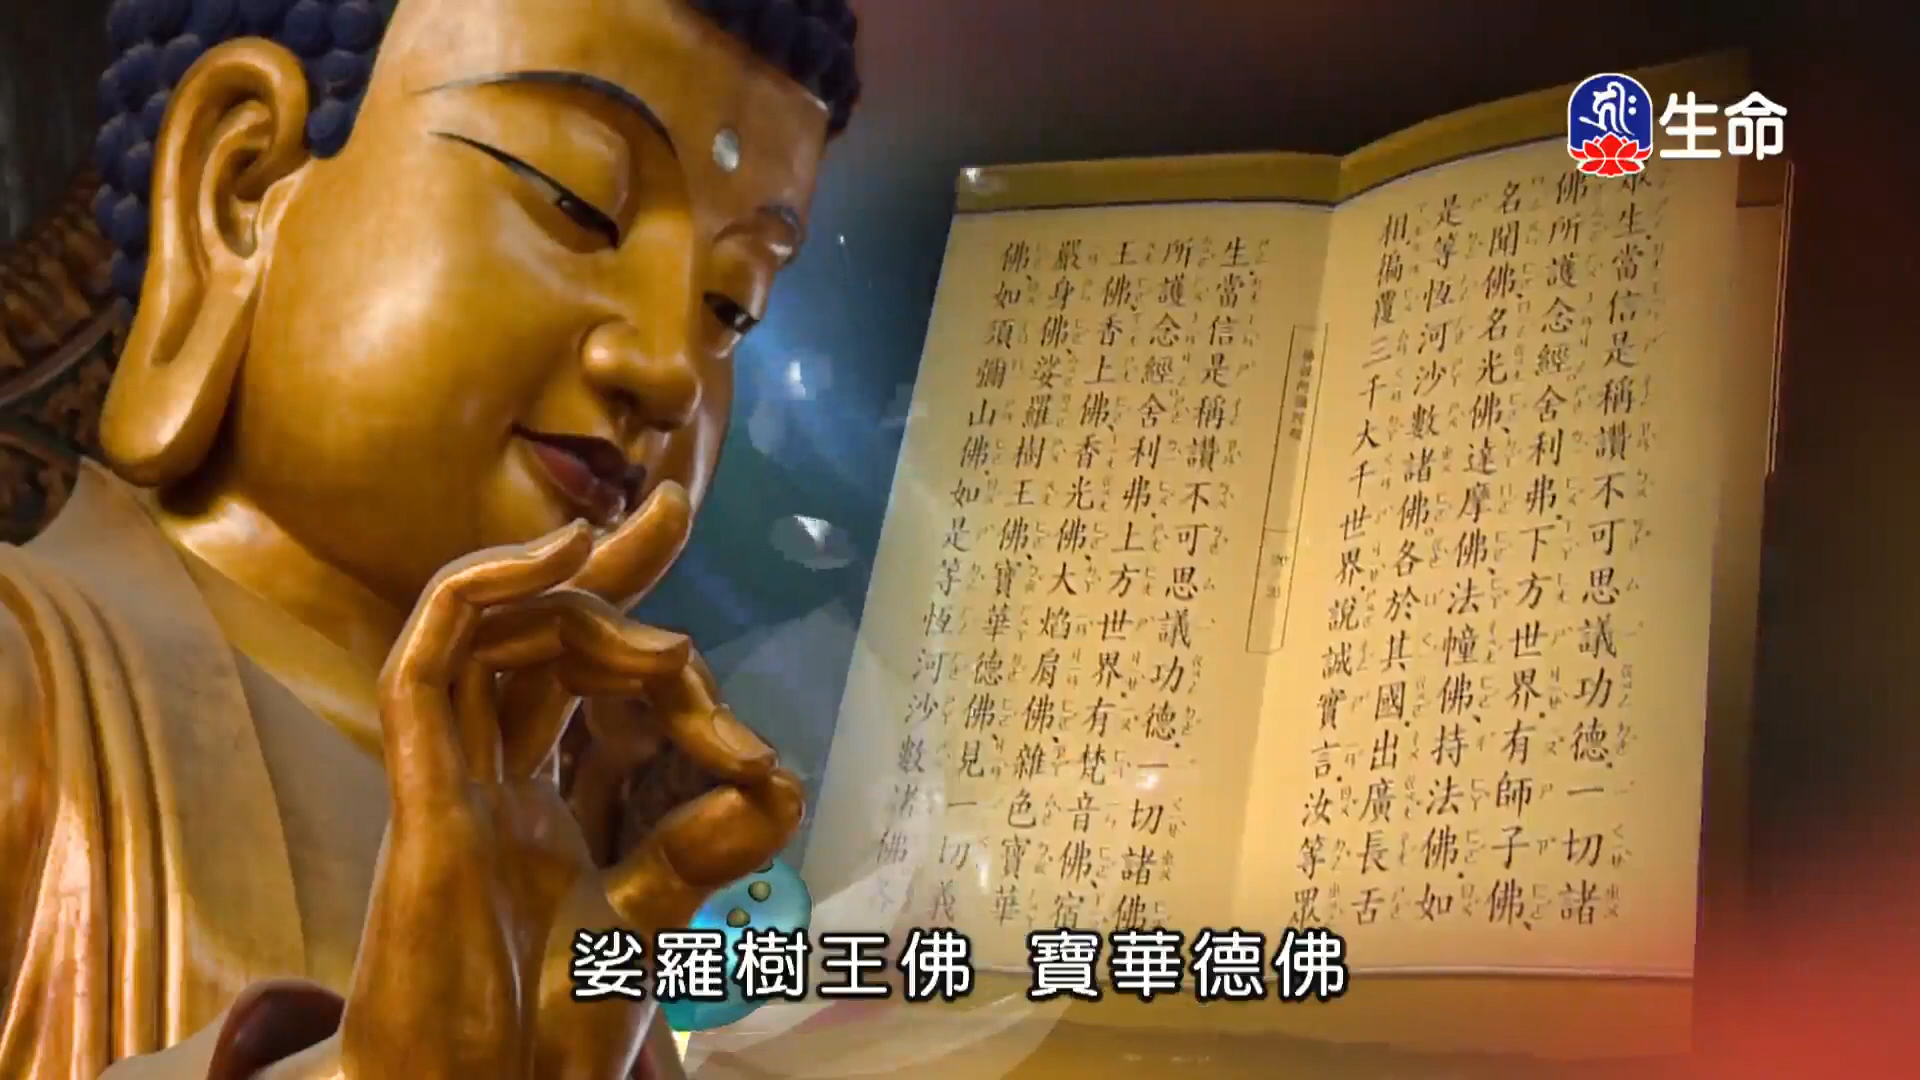 生命
眾生當信是稱讚不可思議功德一切諸
佛所護念經舍利弗下方世界有師子佛、
名聞佛、名光佛、達摩佛、法幢佛、持法佛如
是等恆河沙數諸佛各於其國出廣長舌
相徧覆三千大千世界說誠實言汝等眾
生當信是稱讚不可思議功德一切諸佛
所護念經舍利弗上方世界有梵音佛、宿
王佛、香上佛、香光佛、大焰肩佛、雜色寶華
嚴身佛、娑羅樹王佛、寶華德佛、見一切義
佛、如須彌山佛、如是等恆河沙數諸佛各
娑羅樹王佛 寶華德佛